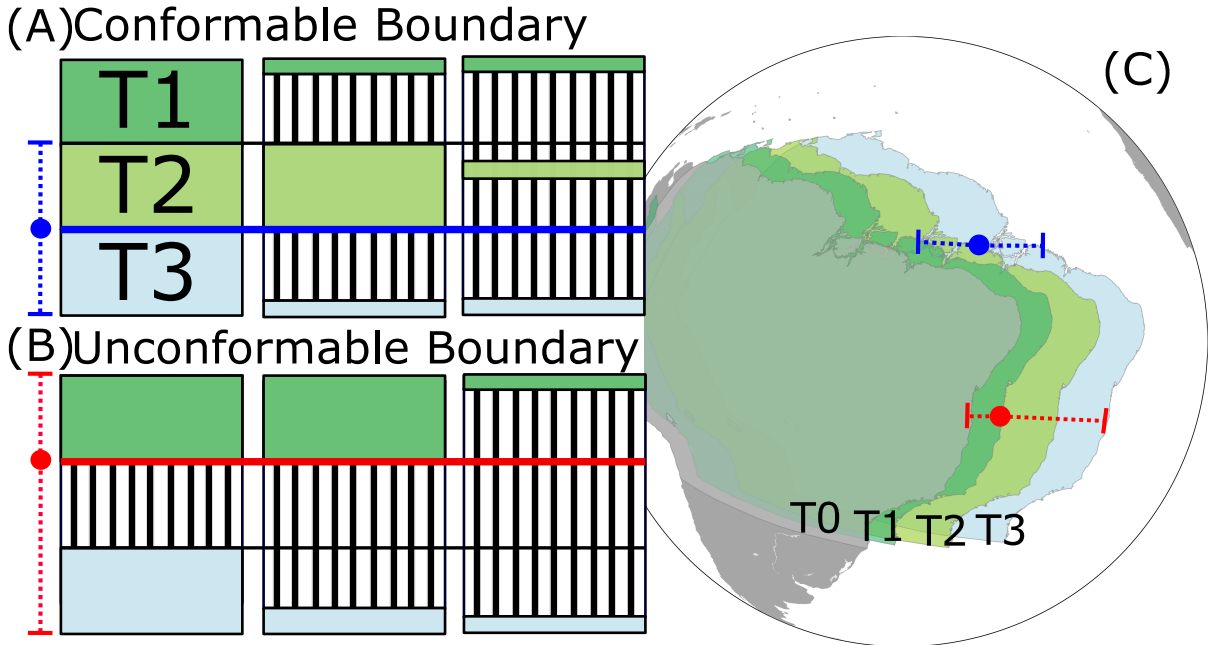 (A) Conformable Boundary
T1
T2
T3
(B) Unconformable Boundary
(C)
T0 T1 T2 T3